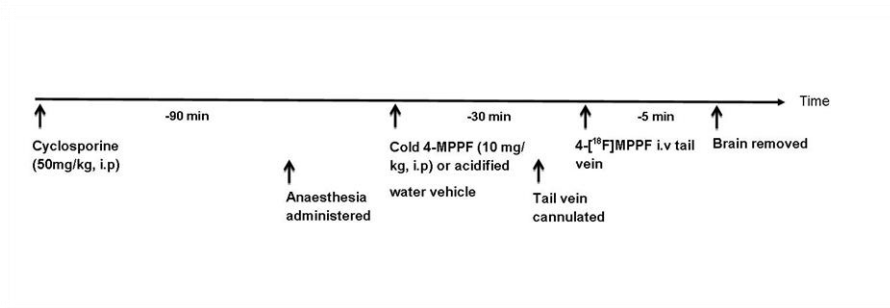 Time
-90 min
-30 min
-5 min
Cyclosporine
(50mg/kg, i.p)
Anaesthesia
administered
Cold 4-MPPF (10 mg/
kg, i.p) or acidified
water vehicle
Tail vein
cannulated
4-[¹⁸F]MPPF i.v tail
vein
Brain removed